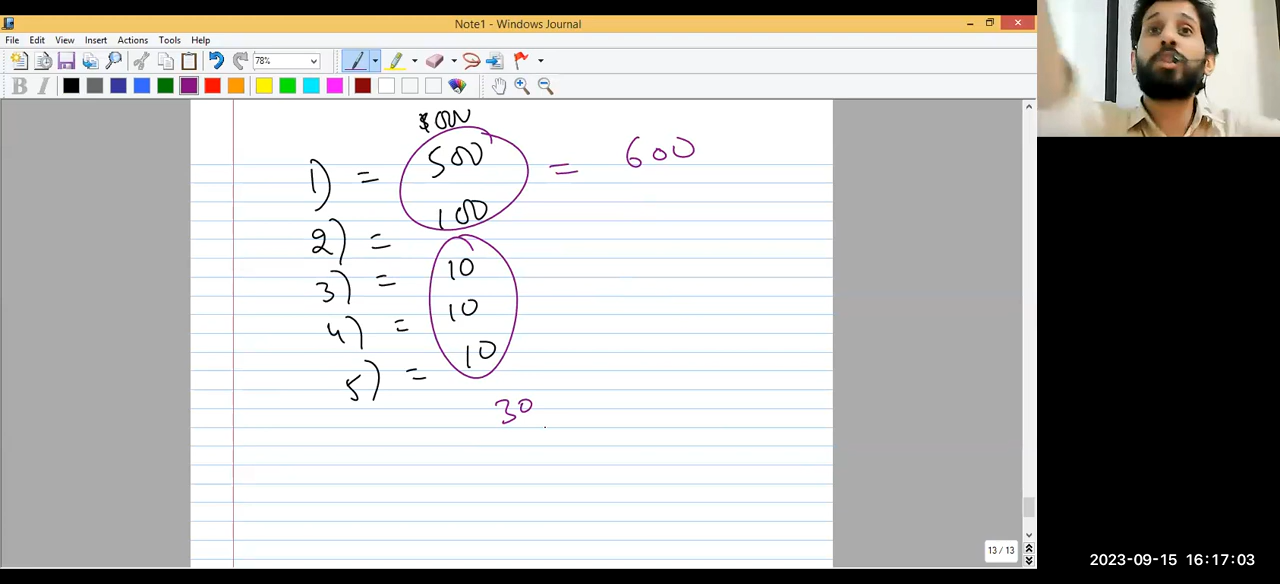 Note1 - Windows Journal
File Edit View Insert Actions Tools Help
78%
B I
1) = 500 = 600
100
2) =
10
3) =
10
4) =
10
5) =
30
13 / 13
2023-09-15 16:17:03